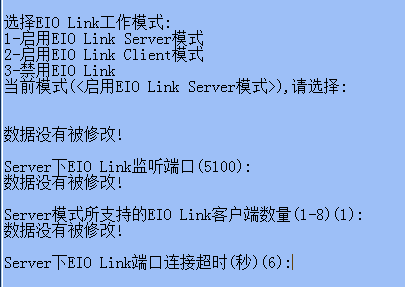 选择EIO Link工作模式:
1-启用EIO Link Server模式
2-启用EIO Link Client模式
3-禁用EIO Link
当前模式(<启用EIO Link Server模式>),请选择:
数据没有被修改!
Server下EIO Link监听端口(5100):
数据没有被修改!
Server模式所支持的EIO Link客户端数量(1-8)(1):
数据没有被修改!
Server下EIO Link端口连接超时(秒)(6):